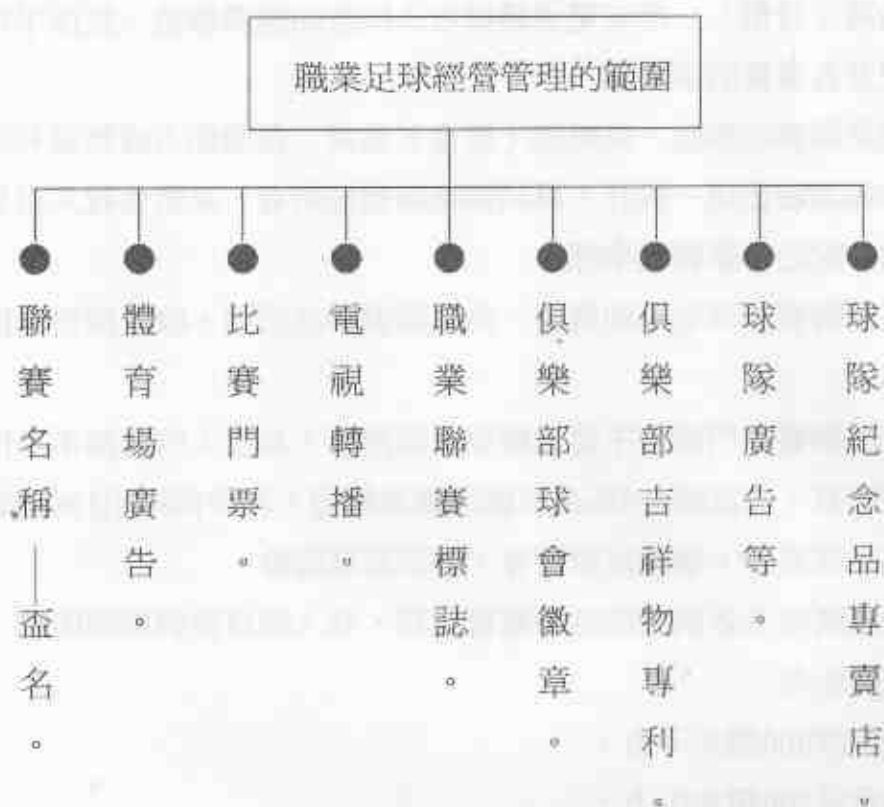 職業足球經營管理的範圍
聯賽名稱——盃名。
體育場廣告。
比賽門票。
電視轉播。
職業聯賽標誌。
俱樂部球會徽章。
俱樂部吉祥物專利。
球隊廣告等。
球隊紀念品專賣店。